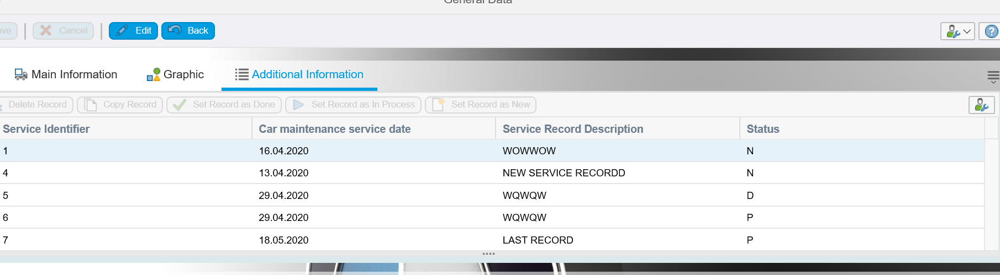 General Data
Cancel Edit Back
Main Information Graphic Additional Information
Delete Record Copy Record Set Record as Done Set Record as In Process Set Record as New
Service Identifier Car maintenance service date Service Record Description Status
1 16.04.2020 WOWWOW N
4 13.04.2020 NEW SERVICE RECORDD N
5 29.04.2020 WQWQW D
6 29.04.2020 WQWQW P
7 18.05.2020 LAST RECORD P